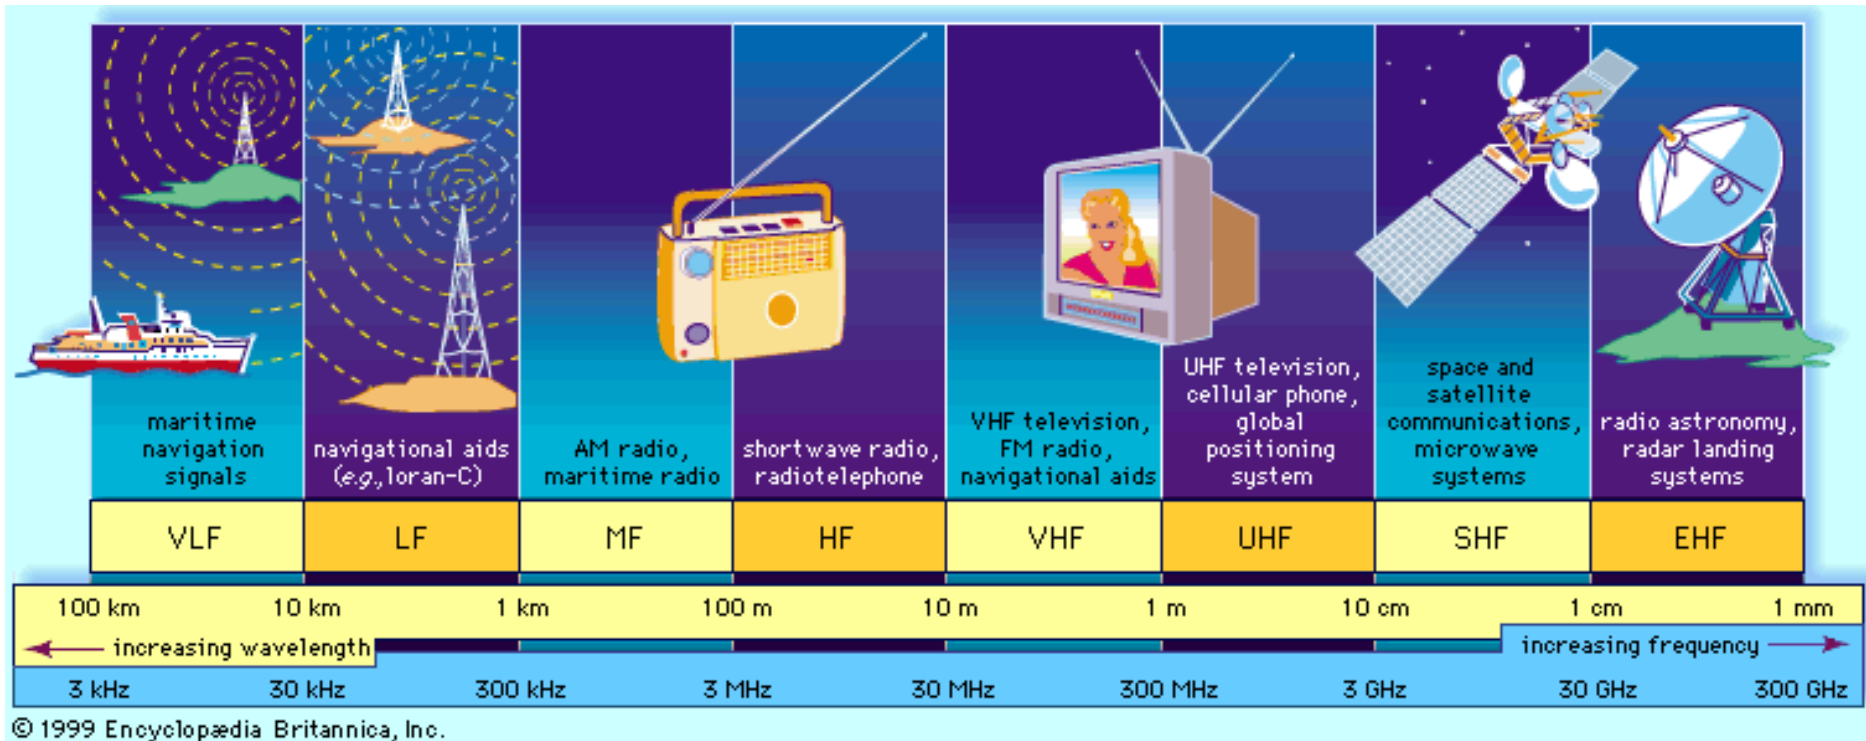 maritime
navigation
signals
navigational aids
(e.g., loran-C)
AM radio,
maritime radio
shortwave radio,
radiotelephone
VHF television,
FM radio,
navigational aids
UHF television,
cellular phone,
global
positioning
system
space and
satellite
communications,
microwave
systems
radio astronomy,
radar landing
systems
VLF LF MF HF VHF UHF SHF EHF
100 km 10 km 1 km 100 m 10 m 1 m 10 cm 1 cm 1 mm
increasing wavelength increasing frequency
3 kHz 30 kHz 300 kHz 3 MHz 30 MHz 300 MHz 3 GHz 30 GHz 300 GHz
© 1999 Encyclopædia Britannica, Inc.